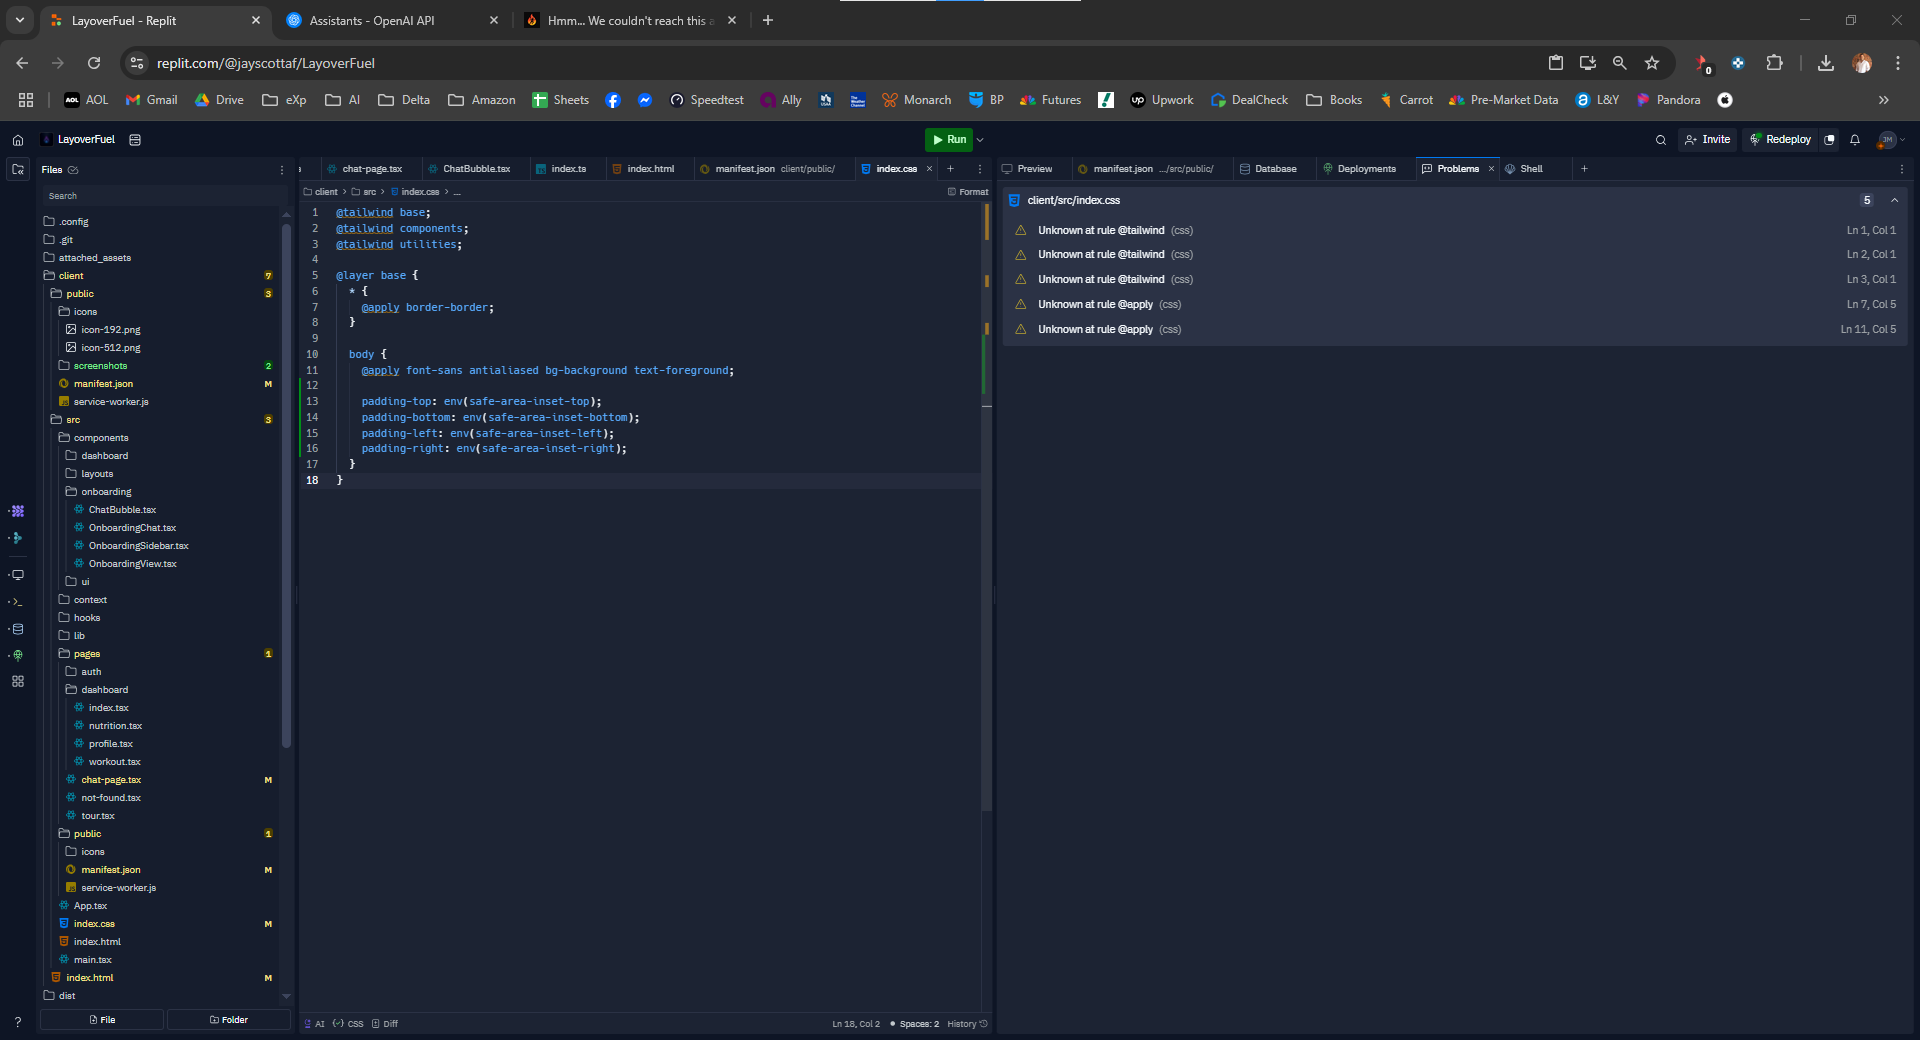 LayoverFuel - Replit
Assistants - OpenAI API
Hmm... We couldn't reach this a
replit.com/@jayscottaf/LayoverFuel
0
AOL AOL Gmail Drive eXp AI Delta Amazon Sheets Speedtest Ally The Weather Channel Monarch BP Futures up Upwork DealCheck Books Carrot Pre-Market Data L&Y Pandora
LayoverFuel
Run
Invite
Redeploy
JM
Files
chat-page.tsx
ChatBubble.tsx
index.ts
index.html
manifest.json client/public/
index.css
Preview
manifest.json .../src/public/
Database
Deployments
Problems
Shell
Search
client > src > index.css > ...
Format
.config
.git
attached_assets
client 7
public 3
icons
icon-192.png
icon-512.png
screenshots 2
manifest.json M
service-worker.js
src 3
components
dashboard
layouts
onboarding
ChatBubble.tsx
OnboardingChat.tsx
OnboardingSidebar.tsx
OnboardingView.tsx
ui
context
hooks
lib
pages 1
auth
dashboard
index.tsx
nutrition.tsx
profile.tsx
workout.tsx
chat-page.tsx M
not-found.tsx
tour.tsx
public 1
icons
manifest.json M
service-worker.js
App.tsx
index.css M
index.html
main.tsx
index.html M
dist
File
Folder
1 @tailwind base;
2 @tailwind components;
3 @tailwind utilities;
4
5 @layer base {
6 * {
7 @apply border-border;
8 }
9
10 body {
11 @apply font-sans antialiased bg-background text-foreground;
12
13 padding-top: env(safe-area-inset-top);
14 padding-bottom: env(safe-area-inset-bottom);
15 padding-left: env(safe-area-inset-left);
16 padding-right: env(safe-area-inset-right);
17 }
18 }
AI
CSS
Diff
Ln 18, Col 2
Spaces: 2
History
client/src/index.css 5
Unknown at rule @tailwind (css) Ln 1, Col 1
Unknown at rule @tailwind (css) Ln 2, Col 1
Unknown at rule @tailwind (css) Ln 3, Col 1
Unknown at rule @apply (css) Ln 7, Col 5
Unknown at rule @apply (css) Ln 11, Col 5